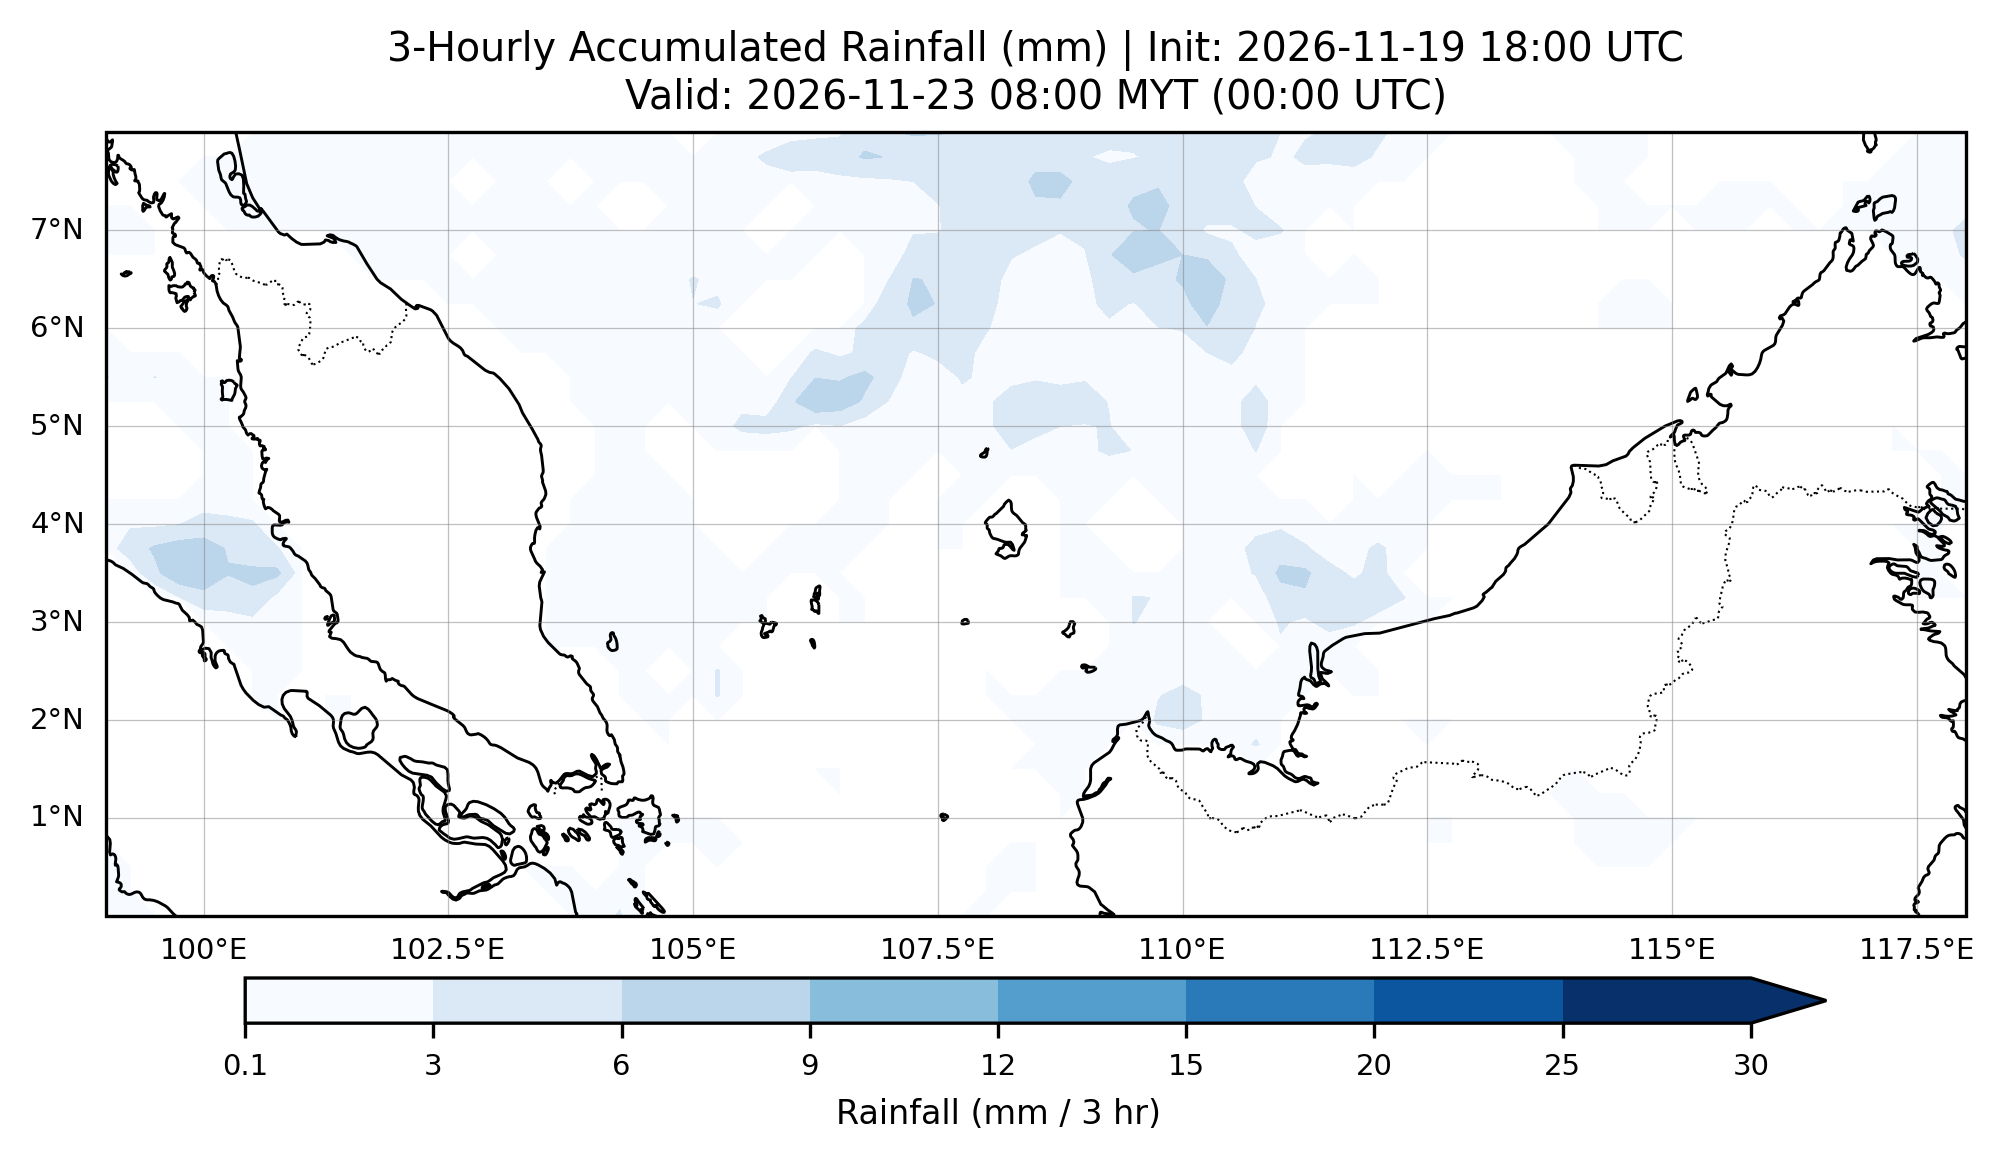 3-Hourly Accumulated Rainfall (mm) | Init: 2026-11-19 18:00 UTC
Valid: 2026-11-23 08:00 MYT (00:00 UTC)
7°N
6°N
5°N
4°N
3°N
2°N
1°N
100°E 102.5°E 105°E 107.5°E 110°E 112.5°E 115°E 117.5°E
0.1 3 6 9 12 15 20 25 30
Rainfall (mm / 3 hr)